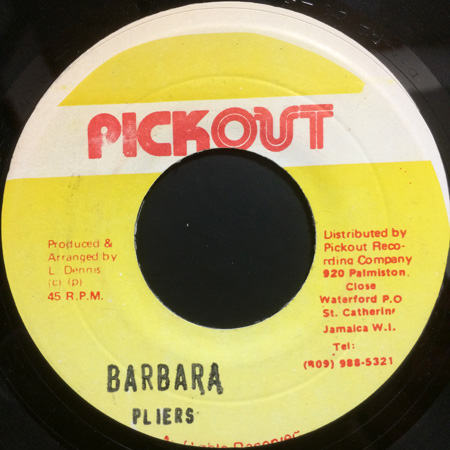 PICKOUT
Produced &
Arranged by
L. Dennis
(c) (p)
45 R.P.M.
Distributed by
Pickout Reco-
rding Company
920 Palmiston
Close
Waterford P.O
St. Catherine
Jamaica W.I.
Tel:
(809) 988-5321
BARBARA
PLIERS